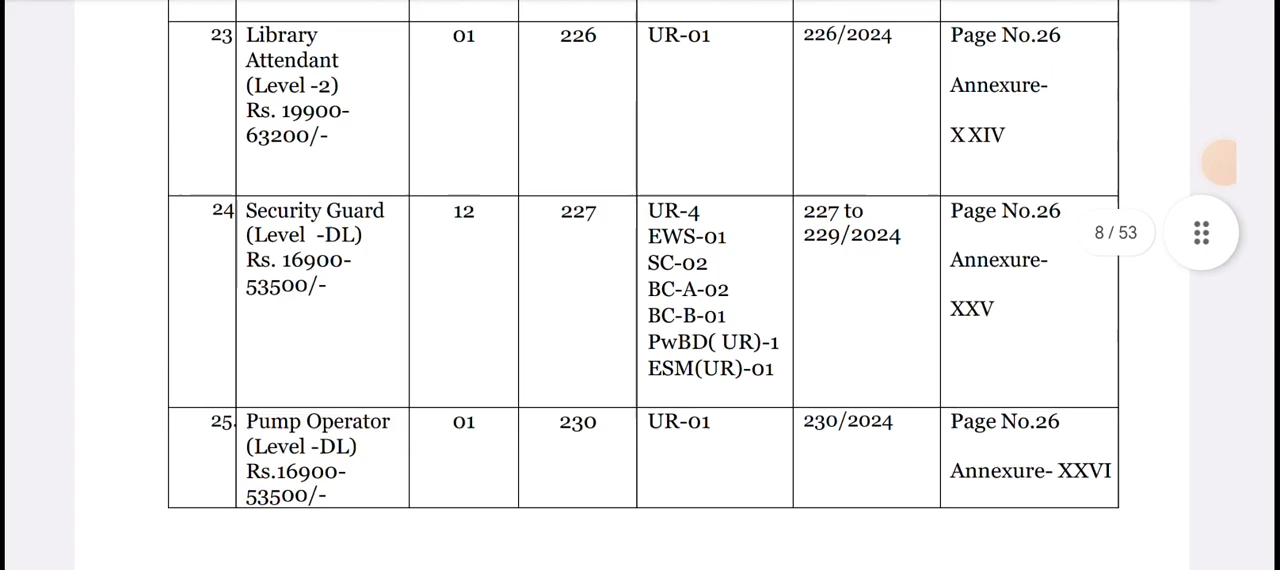 23 Library Attendant (Level -2) Rs. 19900-63200/- 01 226 UR-01 226/2024 Page No.26 Annexure- XXIV
24 Security Guard (Level -DL) Rs. 16900-53500/- 12 227 UR-4 EWS-01 SC-02 BC-A-02 BC-B-01 PwBD( UR)-1 ESM(UR)-01 227 to 229/2024 Page No.26 Annexure- XXV
8 / 53
25. Pump Operator (Level -DL) Rs.16900-53500/- 01 230 UR-01 230/2024 Page No.26 Annexure- XXVI